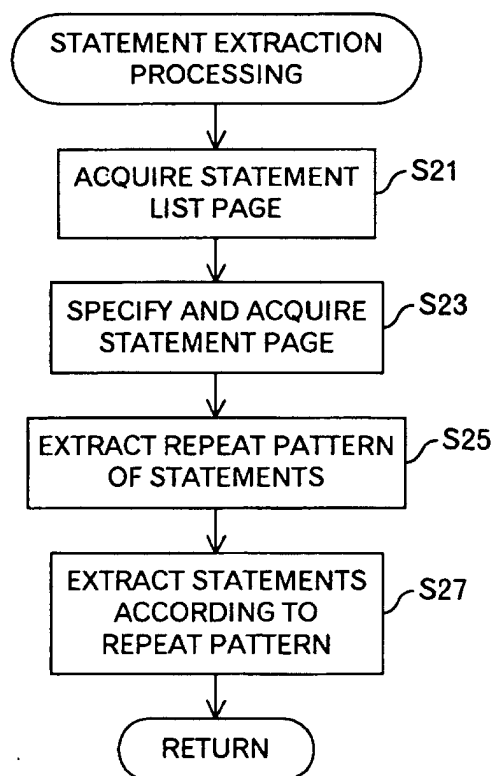 STATEMENT EXTRACTION
PROCESSING
ACQUIRE STATEMENT
LIST PAGE
S21
SPECIFY AND ACQUIRE
STATEMENT PAGE
S23
EXTRACT REPEAT PATTERN
OF STATEMENTS
S25
EXTRACT STATEMENTS
ACCORDING TO
REPEAT PATTERN
S27
RETURN